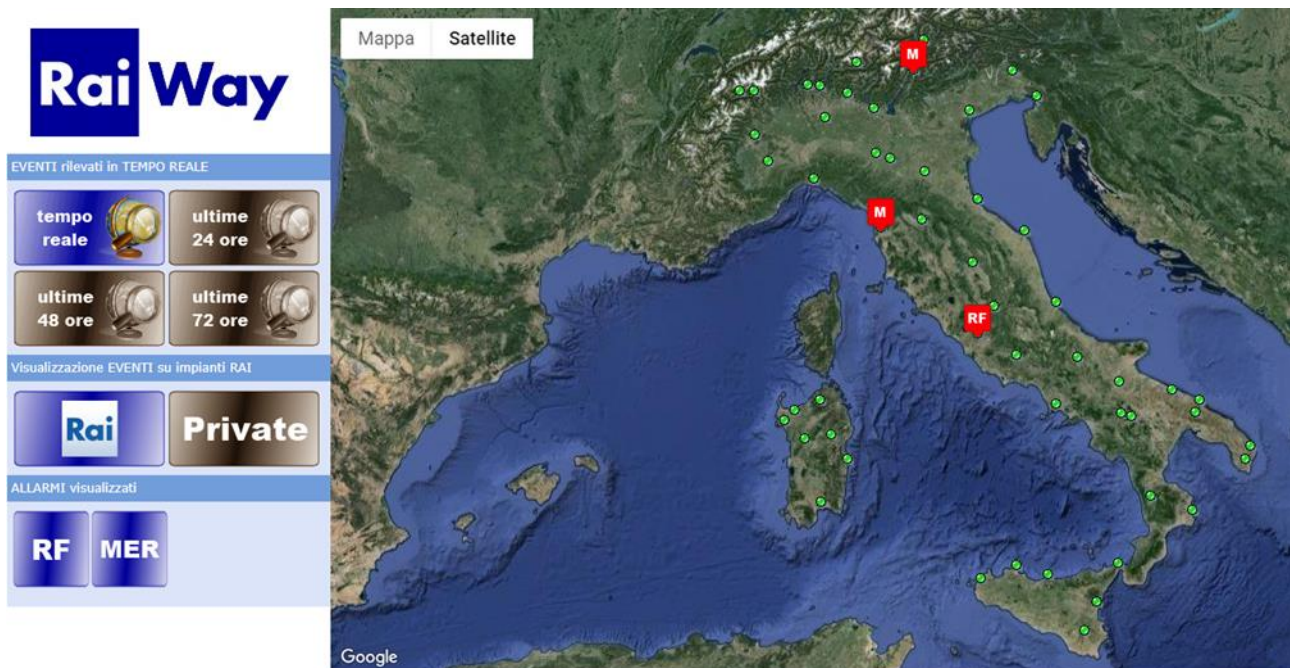 Rai Way
EVENTI rilevati in TEMPO REALE
tempo
reale
ultime
24 ore
ultime
48 ore
ultime
72 ore
Visualizzazione EVENTI su impianti RAI
Rai
Private
ALLARMI visualizzati
RF
MER
Mappa
Satellite
M
M
RF
Google